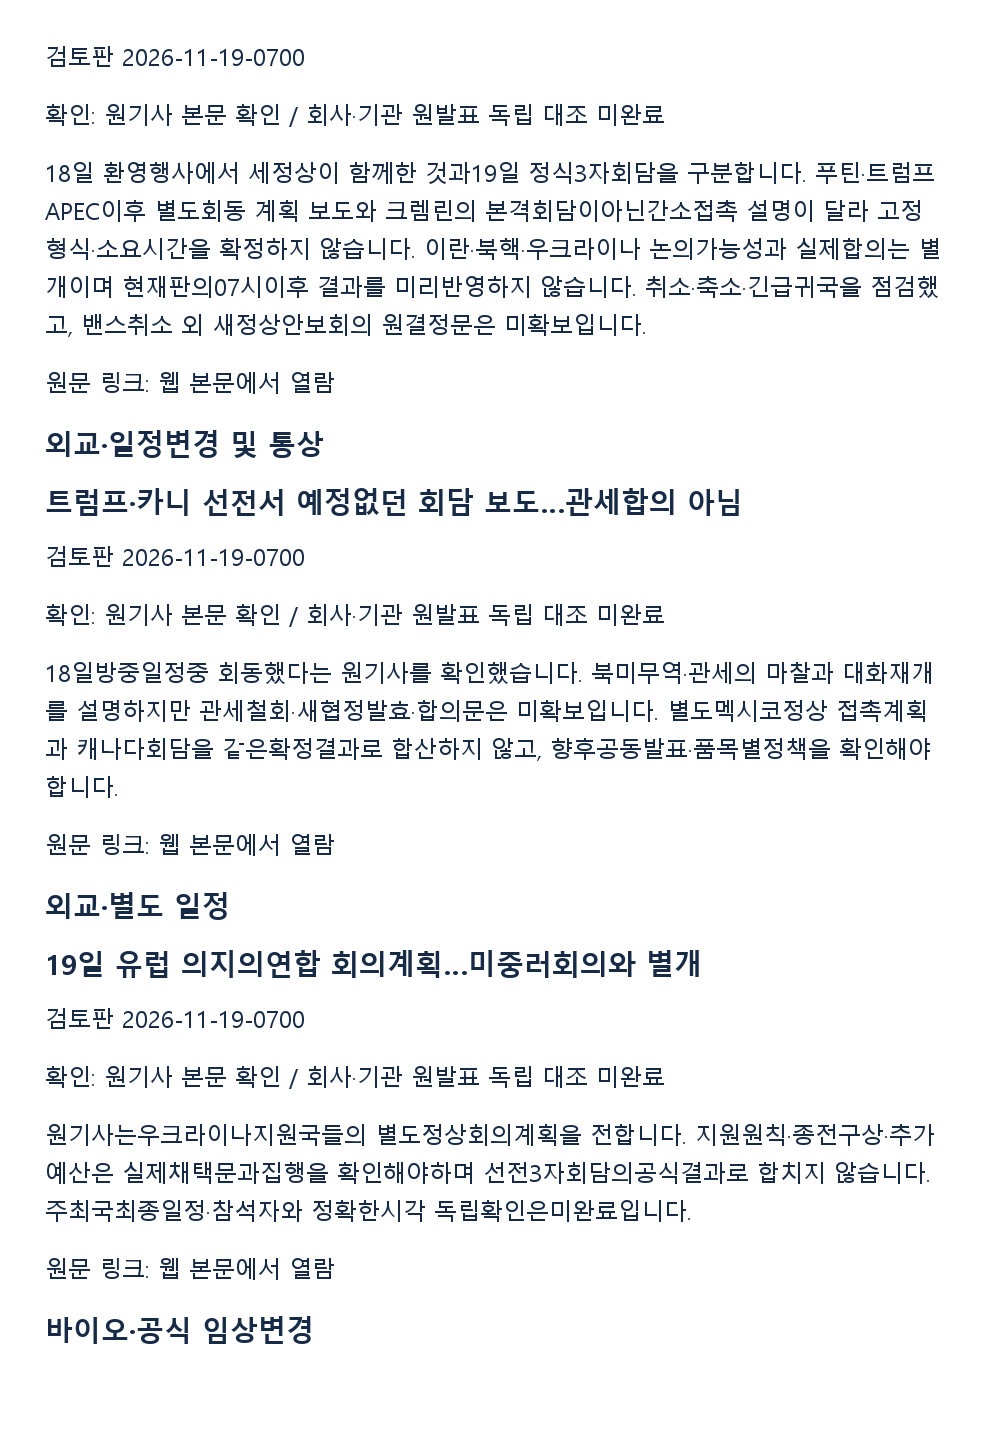 검토판 2026-11-19-0700
확인: 원기사 본문 확인 / 회사·기관 원발표 독립 대조 미완료
18일 환영행사에서 세정상이 함께한 것과19일 정식3자회담을 구분합니다. 푸틴·트럼프
APEC이후 별도회동 계획 보도와 크렘린의 본격회담이아닌간소접촉 설명이 달라 고정
형식·소요시간을 확정하지 않습니다. 이란·북핵·우크라이나 논의가능성과 실제합의는 별
개이며 현재판의07시이후 결과를 미리반영하지 않습니다. 취소·축소·긴급귀국을 점검했
고, 밴스취소 외 새정상안보회의 원결정문은 미확보입니다.
원문 링크: 웹 본문에서 열람
외교·일정변경 및 통상
트럼프·카니 선전서 예정없던 회담 보도…관세합의 아님
검토판 2026-11-19-0700
확인: 원기사 본문 확인 / 회사·기관 원발표 독립 대조 미완료
18일방중일정중 회동했다는 원기사를 확인했습니다. 북미무역·관세의 마찰과 대화재개
를 설명하지만 관세철회·새협정발효·합의문은 미확보입니다. 별도멕시코정상 접촉계획
과 캐나다회담을 같은확정결과로 합산하지 않고, 향후공동발표·품목별정책을 확인해야
합니다.
원문 링크: 웹 본문에서 열람
외교·별도 일정
19일 유럽 의지의연합 회의계획…미중러회의와 별개
검토판 2026-11-19-0700
확인: 원기사 본문 확인 / 회사·기관 원발표 독립 대조 미완료
원기사는우크라이나지원국들의 별도정상회의계획을 전합니다. 지원원칙·종전구상·추가
예산은 실제채택문과집행을 확인해야하며 선전3자회담의공식결과로 합치지 않습니다.
주최국최종일정·참석자와 정확한시각 독립확인은미완료입니다.
원문 링크: 웹 본문에서 열람
바이오·공식 임상변경